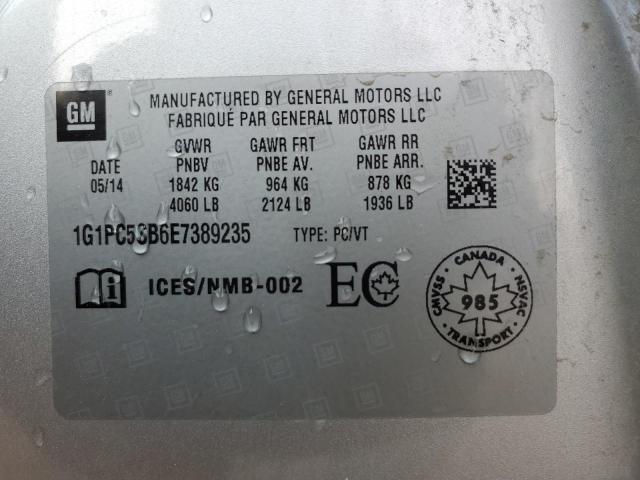 GM
MANUFACTURED BY GENERAL MOTORS LLC
FABRIQUÉ PAR GENERAL MOTORS LLC
GVWR GAWR FRT GAWR RR
DATE PNBV PNBE AV. PNBE ARR.
05/14 1842 KG 964 KG 878 KG
4060 LB 2124 LB 1936 LB
1G1PC5SB6E7389235 TYPE: PC/VT
ICES/NMB-002 EC
CANADA
CMVSS 985 NSVAC
TRANSPORT